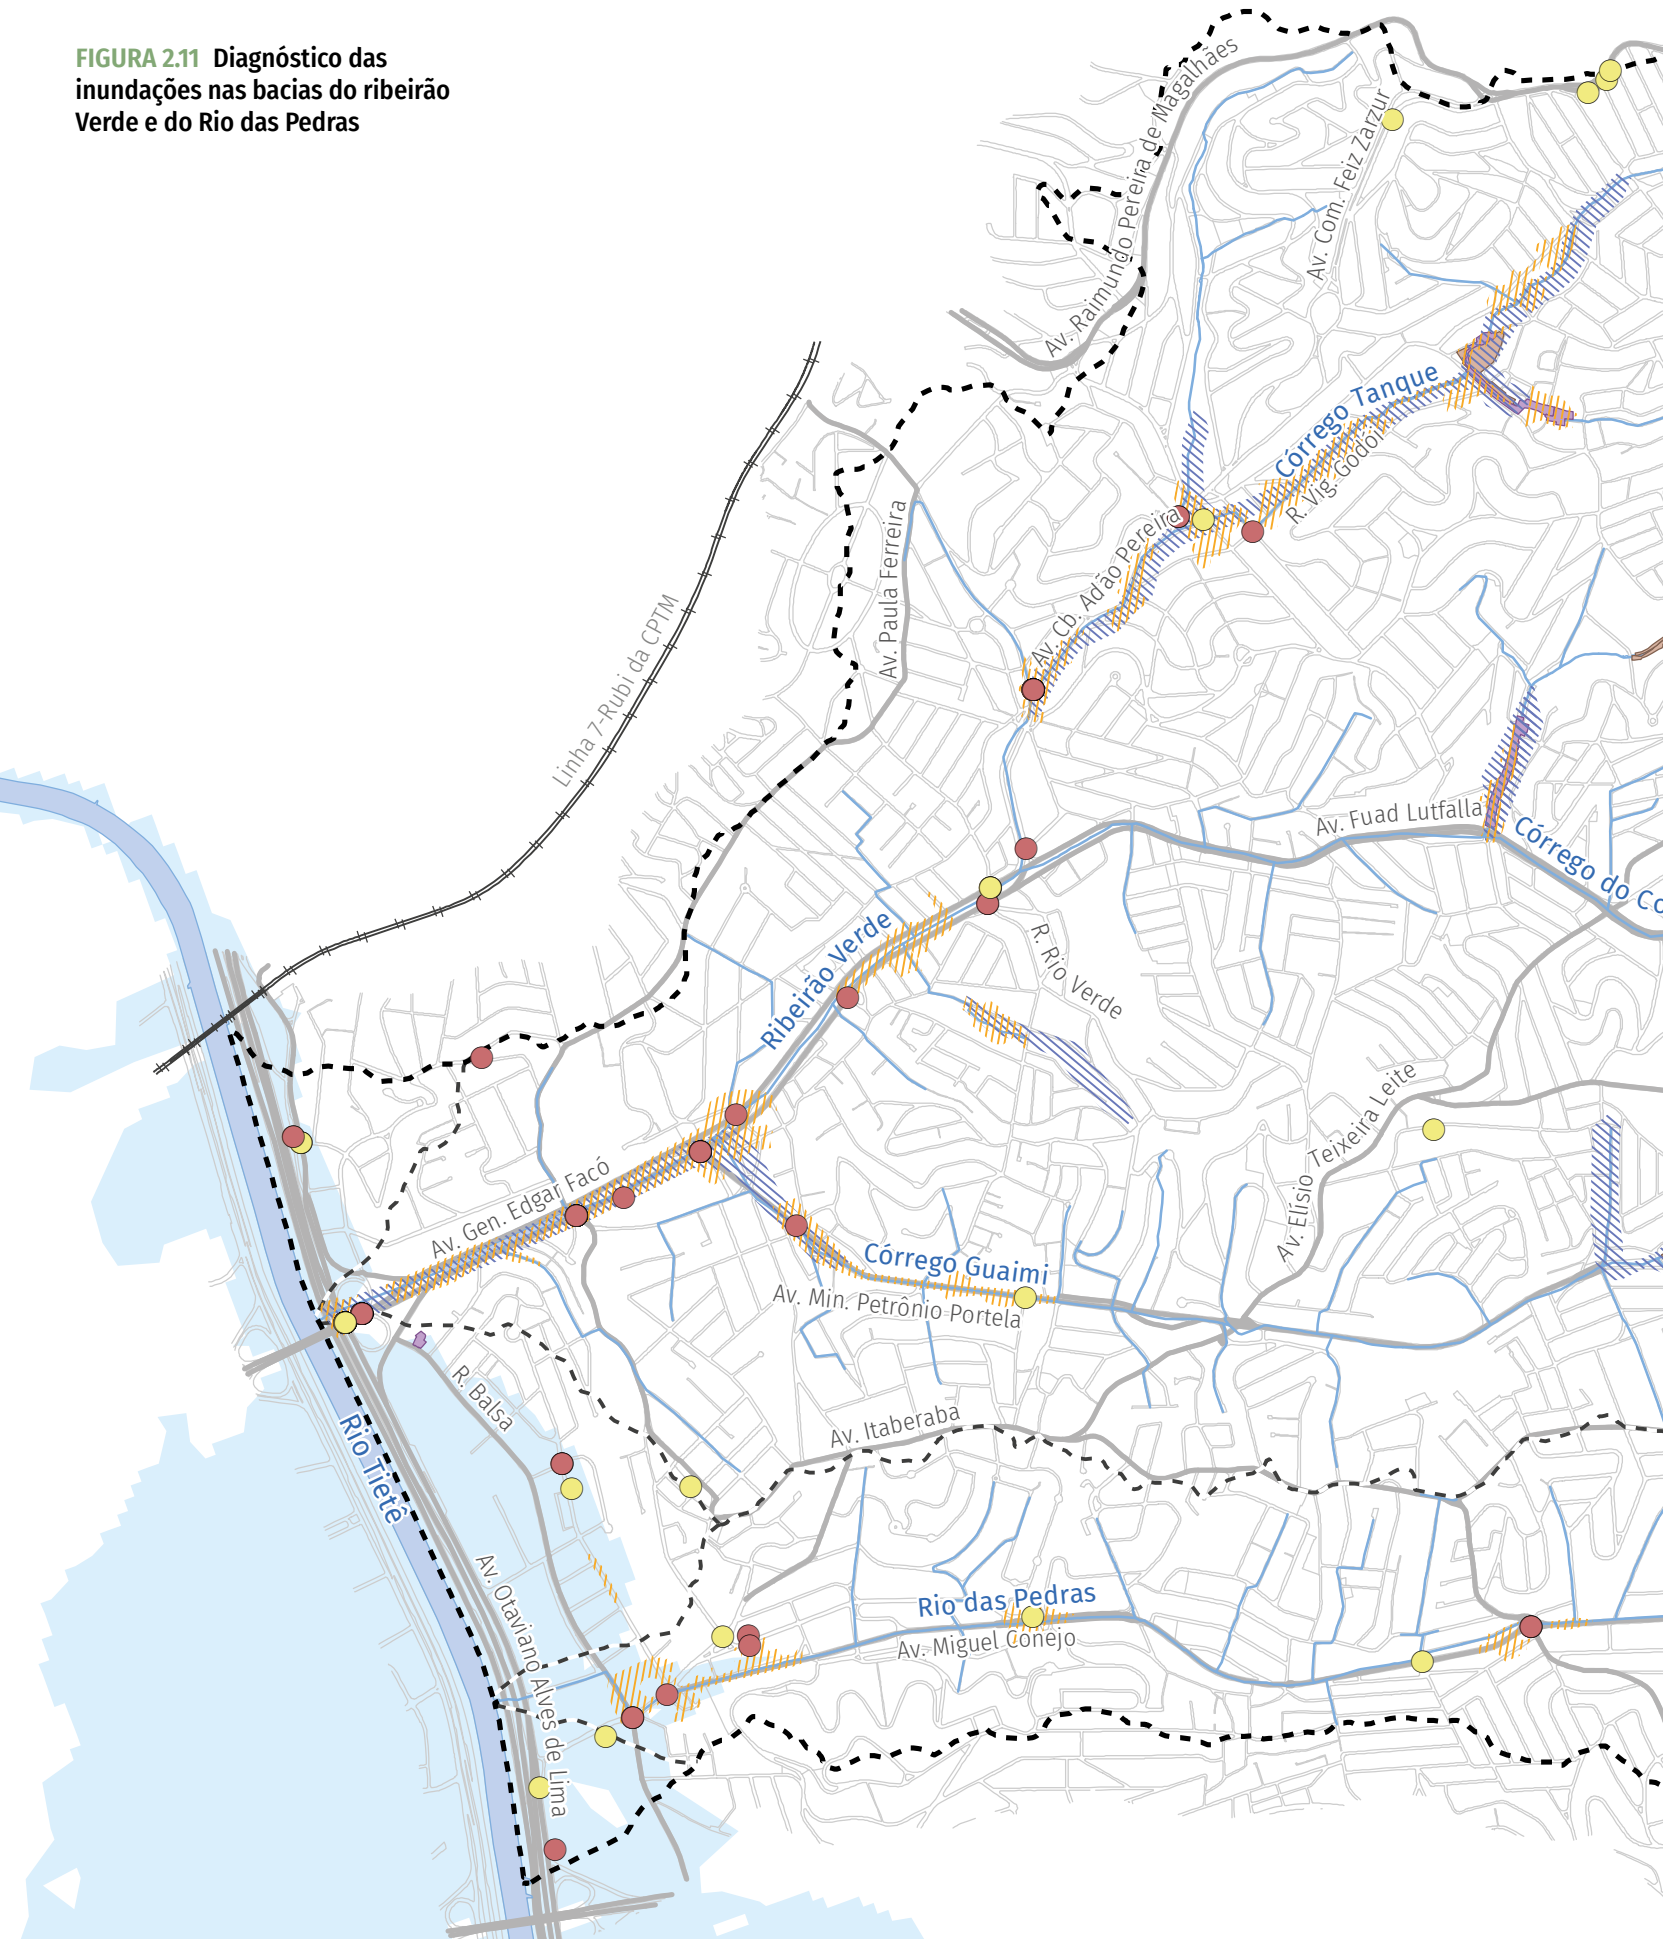 FIGURA 2.11 Diagnóstico das
inundações nas bacias do ribeirão
Verde e do Rio das Pedras
Av. Raimundo Pereira de Magalhães
Av. Com. Feiz Zarzur
Córrego Tanque
R. Vig. Godói
Av. Cb. Adão Pereira
Av. Paula Ferreira
Linha 7-Rubi da CPTM
Av. Fuad Lutfalla
Córrego do Co
Ribeirão Verde
R. Rio Verde
Av. Elísio Teixeira Leite
Av. Gen. Edgar Facó
Córrego Guaimi
Av. Min. Petrônio Portela
R. Balsa
Av. Itaberaba
Rio Tietê
Av. Otaviano Alves de Lima
Rio das Pedras
Av. Miguel Conejo